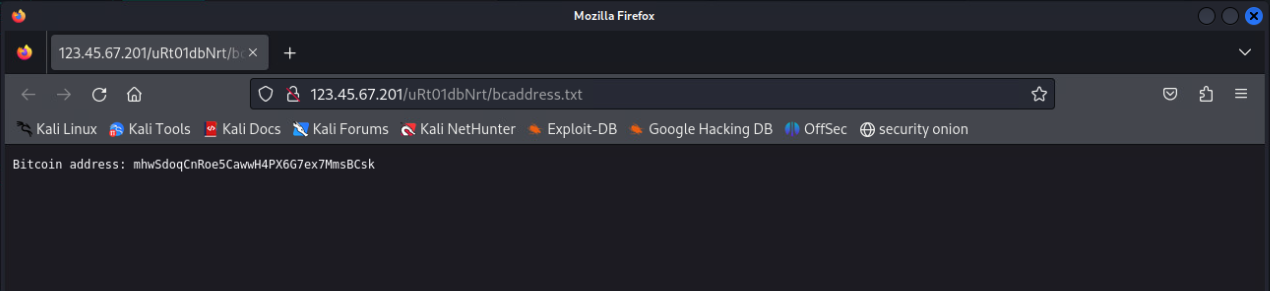 Mozilla Firefox
123.45.67.201/uRt01dbNrt/bc
123.45.67.201/uRt01dbNrt/bcaddress.txt
Kali Linux Kali Tools Kali Docs Kali Forums Kali NetHunter Exploit-DB Google Hacking DB OffSec security onion
Bitcoin address: mhwSdoqCnRoe5CawwH4PX6G7ex7MmsBCsk